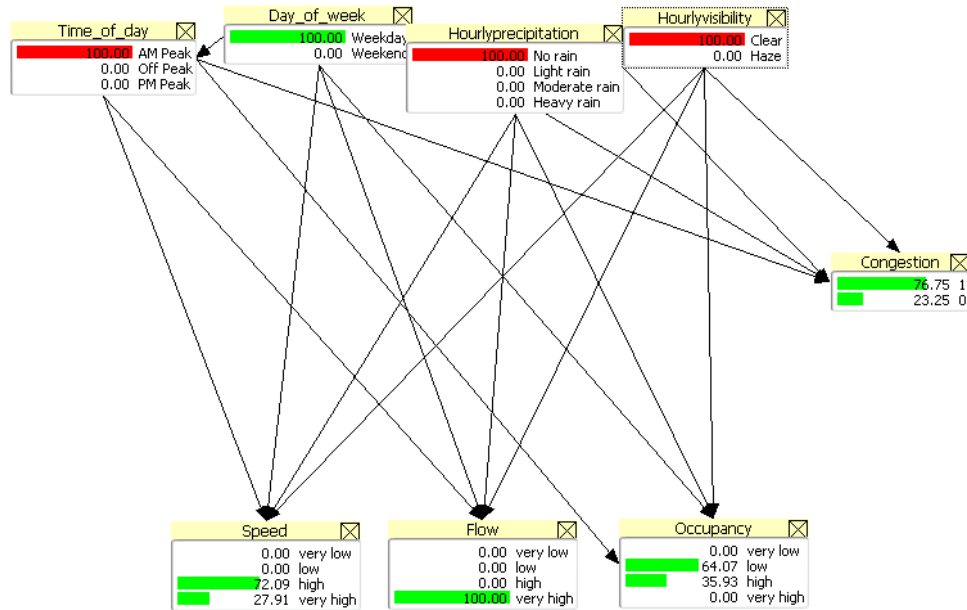 Time_of_day
100.00 AM Peak
0.00 Off Peak
0.00 PM Peak
Day_of_week
100.00 Weekday
0.00 Weekend
Hourlyprecipitation
100.00 No rain
0.00 Light rain
0.00 Moderate rain
0.00 Heavy rain
Hourlyvisibility
100.00 Clear
0.00 Haze
Congestion
76.75 1
23.25 0
Speed
0.00 very low
0.00 low
72.09 high
27.91 very high
Flow
0.00 very low
0.00 low
0.00 high
100.00 very high
Occupancy
0.00 very low
64.07 low
35.93 high
0.00 very high